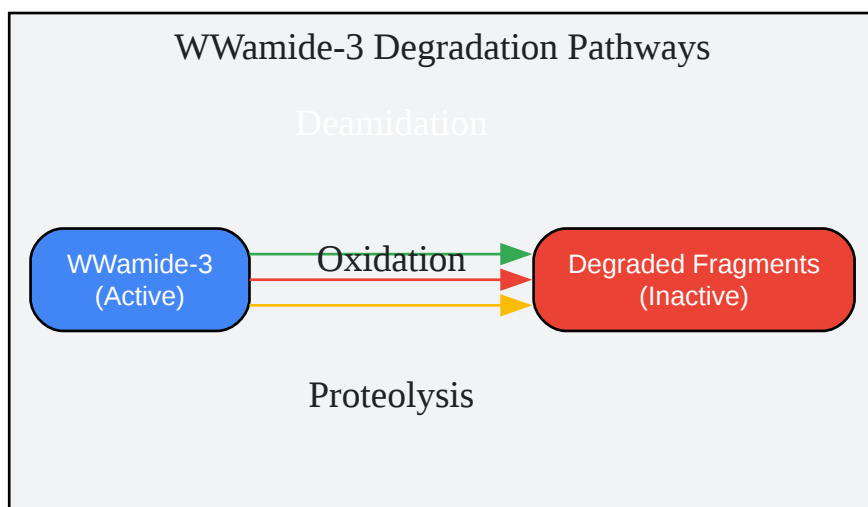 WWamide-3 Degradation Pathways
Deamidation
WWamide-3
(Active)
Oxidation
Degraded Fragments
(Inactive)
Proteolysis